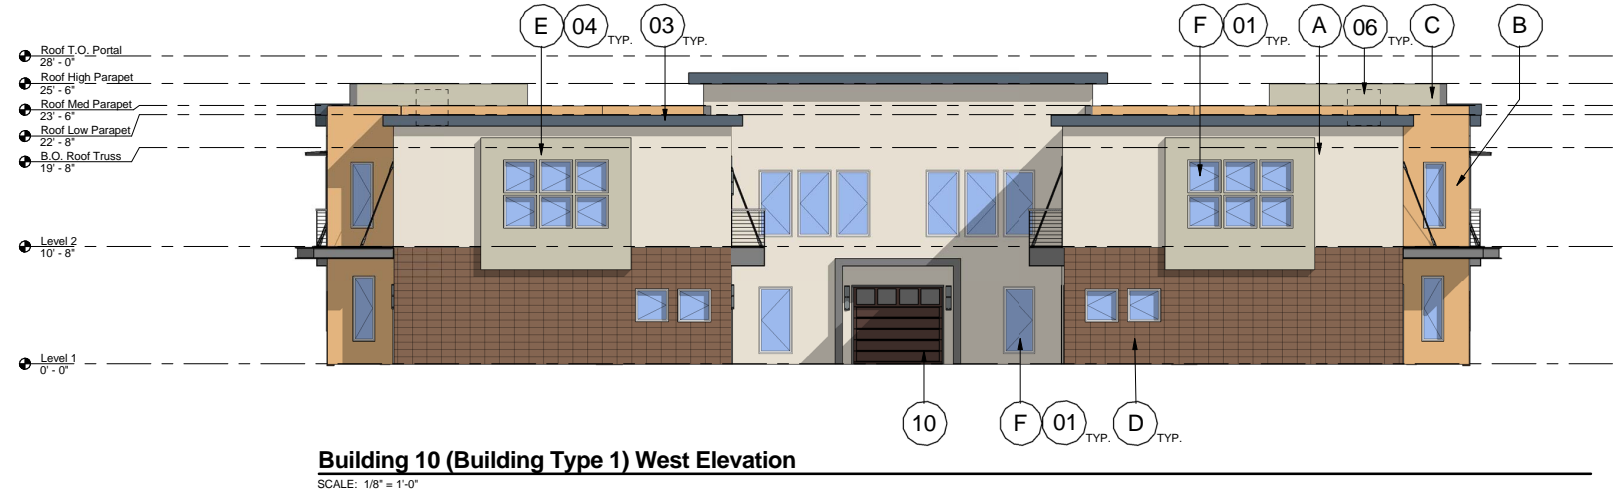 E 04 TYP. 03 TYP. F 01 TYP. A 06 TYP. C B
Roof T.O. Portal
28' - 0"
Roof High Parapet
25' - 6"
Roof Med Parapet
23' - 6"
Roof Low Parapet
22' - 8"
B.O. Roof Truss
19' - 8"
Level 2
10' - 8"
Level 1
0' - 0"
10 F 01 TYP. D TYP.
Building 10 (Building Type 1) West Elevation
SCALE: 1/8" = 1'-0"